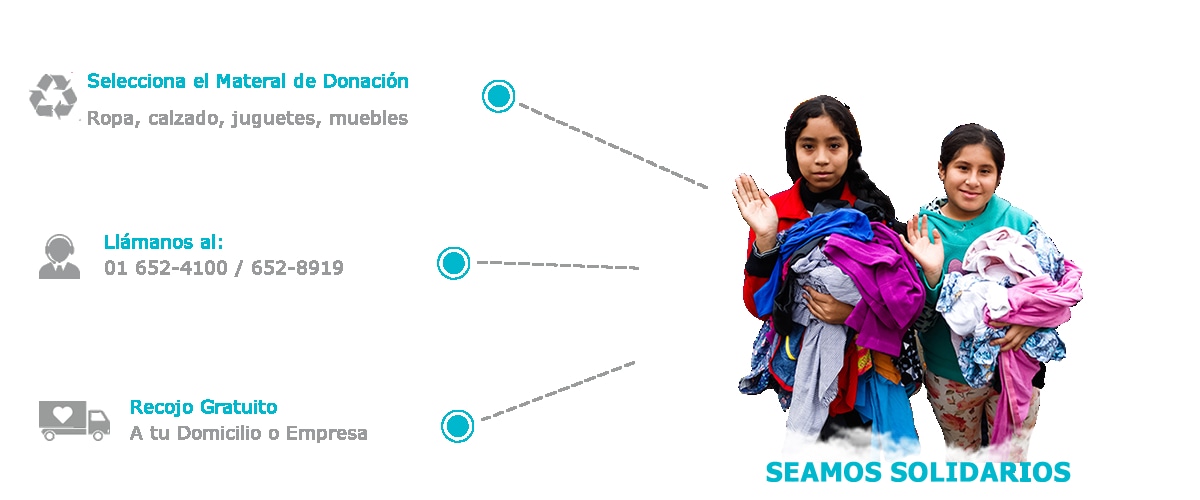 Selecciona el Materal de Donación
Ropa, calzado, juguetes, muebles
Llámanos al:
01 652-4100 / 652-8919
Recojo Gratuito
A tu Domicilio o Empresa
SEAMOS SOLIDARIOS